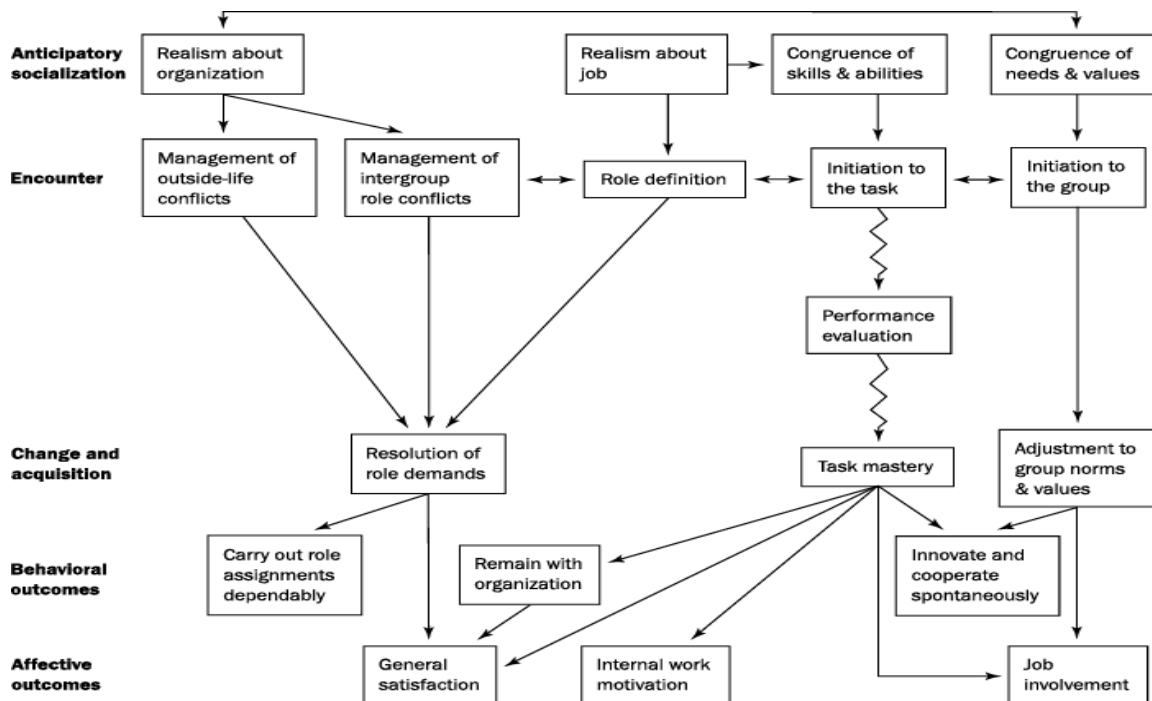 Anticipatory
socialization
Realism about
organization
Realism about
job
Congruence of
skills & abilities
Congruence of
needs & values
Encounter
Management of
outside-life
conflicts
Management of
intergroup
role conflicts
Role definition
Initiation to
the task
Initiation to
the group
Performance
evaluation
Change and
acquisition
Resolution of
role demands
Task mastery
Adjustment to
group norms
& values
Behavioral
outcomes
Carry out role
assignments
dependably
Remain with
organization
Innovate and
cooperate
spontaneously
Affective
outcomes
General
satisfaction
Internal work
motivation
Job
involvement